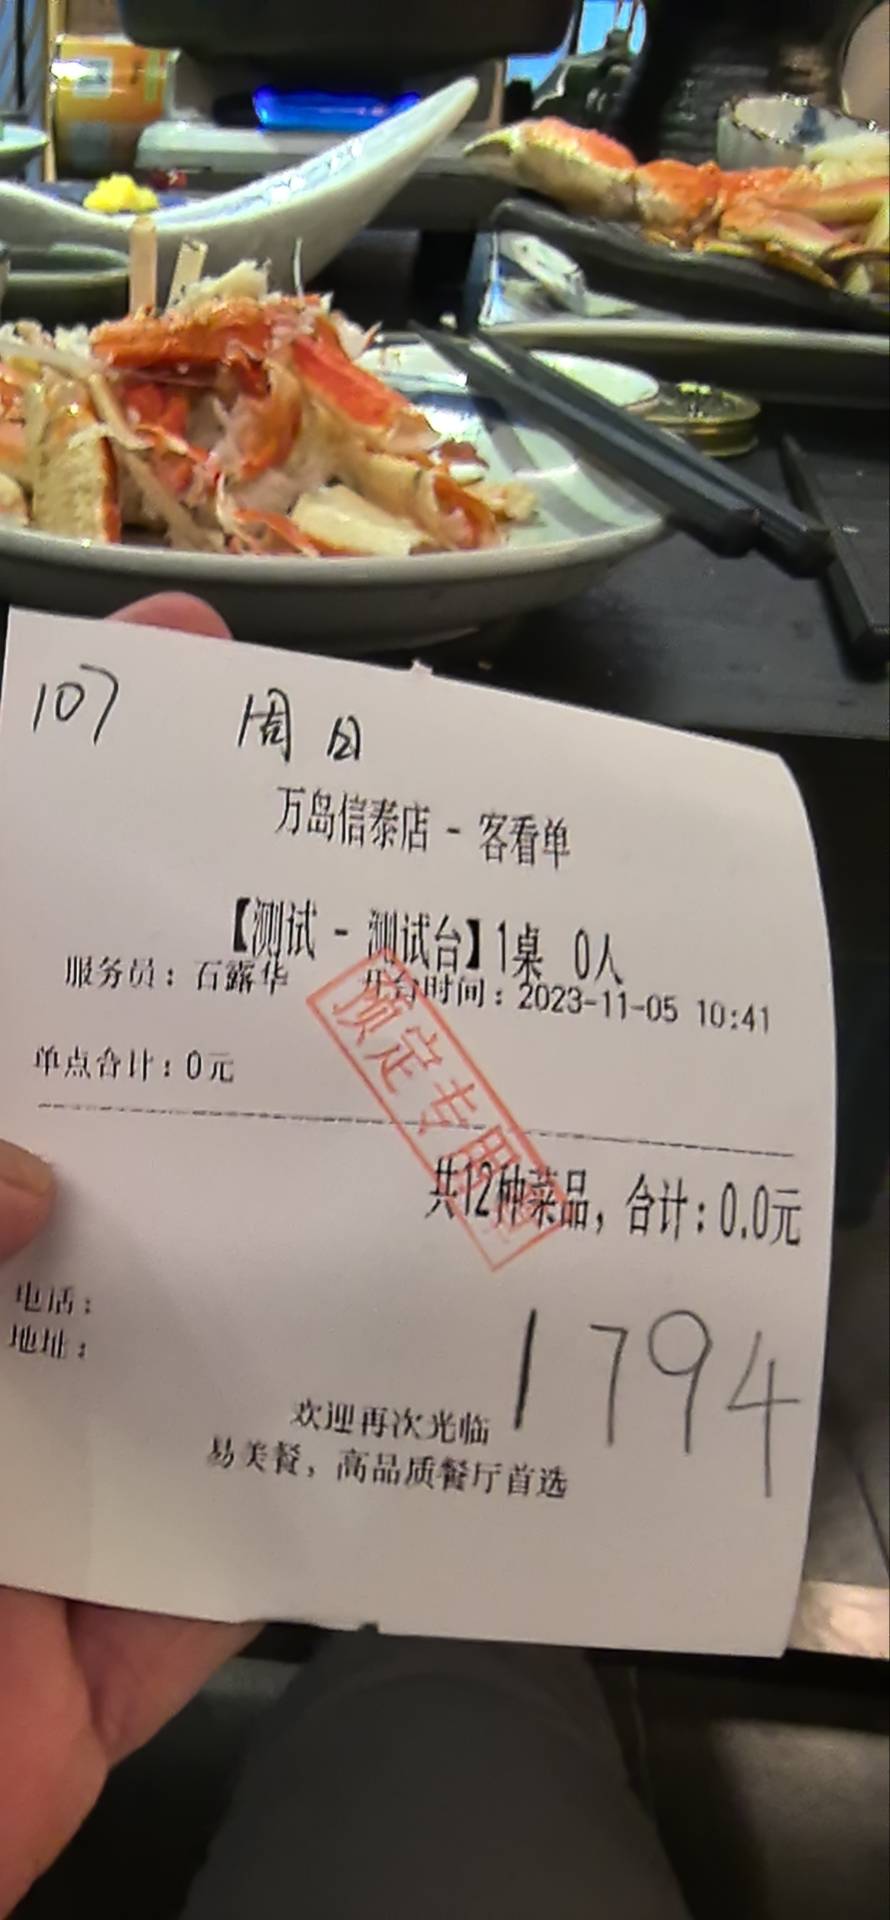 107 周日
万岛信泰店 - 客看单
【测试 - 测试台】1桌 0人
服务员：石露华 开台时间：2023-11-05 10:41
单点合计：0元
预定专用
共12种菜品，合计：0.0元
1794
电话：
地址：
欢迎再次光临
易美餐，高品质餐厅首选